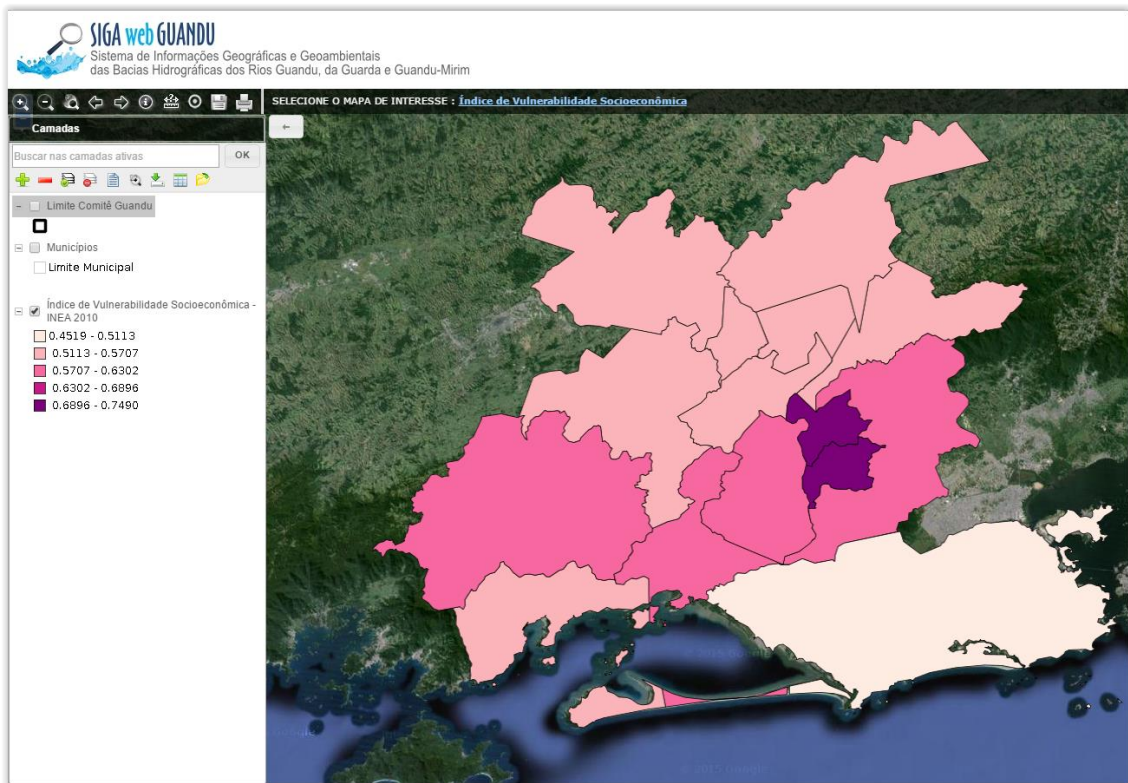 SIGA web GUANDU
Sistema de Informações Geográficas e Geoambientais
das Bacias Hidrográficas dos Rios Guandu, da Guarda e Guandu-Mirim
SELECIONE O MAPA DE INTERESSE : Índice de Vulnerabilidade Socioeconômica
Camadas
Buscar nas camadas ativas OK
Limite Comitê Guandu
Municípios
Limite Municipal
Índice de Vulnerabilidade Socioeconômica -
INEA 2010
0.4519 - 0.5113
0.5113 - 0.5707
0.5707 - 0.6302
0.6302 - 0.6896
0.6896 - 0.7490
© 2015 Google